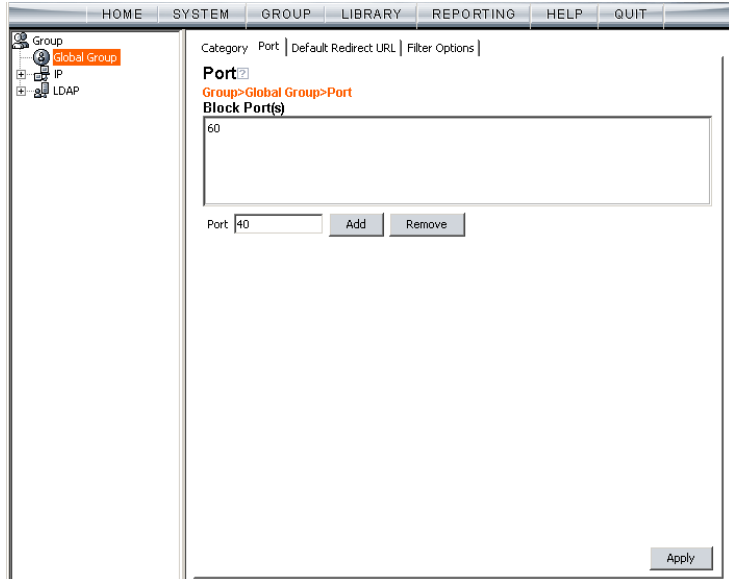 HOME SYSTEM GROUP LIBRARY REPORTING HELP QUIT
Group
Global Group
IP
LDAP
Category Port Default Redirect URL Filter Options
Port ?
Group>Global Group>Port
Block Port(s)
60
Port 40 Add Remove
Apply